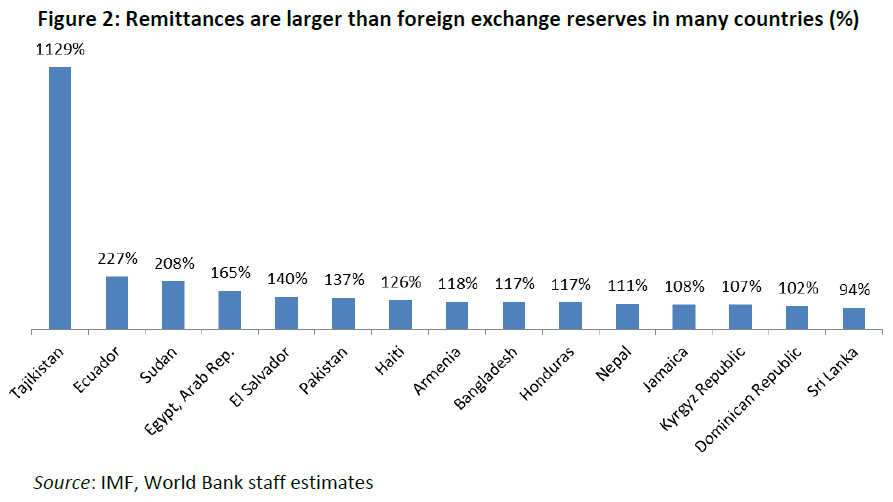 Figure 2: Remittances are larger than foreign exchange reserves in many countries (%)
1129%
227%
208%
165%
140%
137%
126%
118%
117%
117%
111%
108%
107%
102%
94%
Tajikistan
Ecuador
Sudan
Egypt, Arab Rep.
El Salvador
Pakistan
Haiti
Armenia
Bangladesh
Honduras
Nepal
Jamaica
Kyrgyz Republic
Dominican Republic
Sri Lanka
Source: IMF, World Bank staff estimates